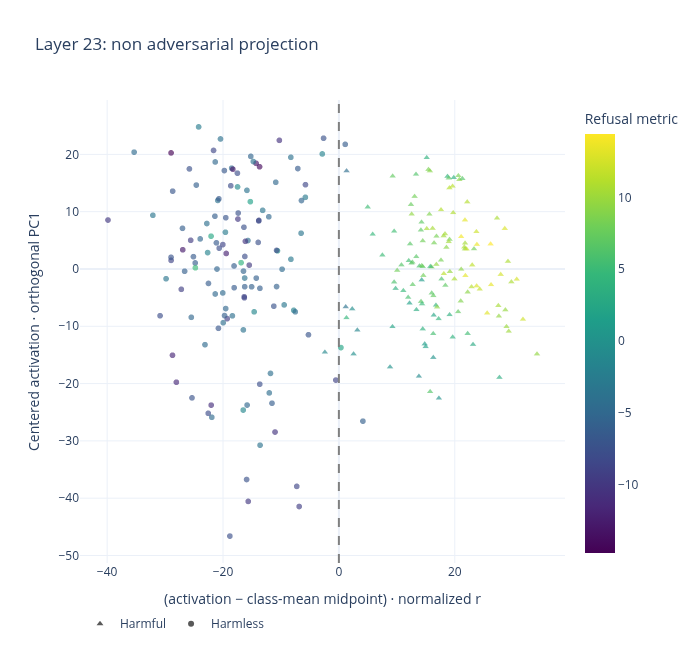 Layer 23: non adversarial projection
Refusal metric
Centered activation · orthogonal PC1
20
10
0
−10
−20
−30
−40
−50
−40
−20
0
20
10
5
0
−5
−10
(activation − class-mean midpoint) · normalized r
Harmful
Harmless